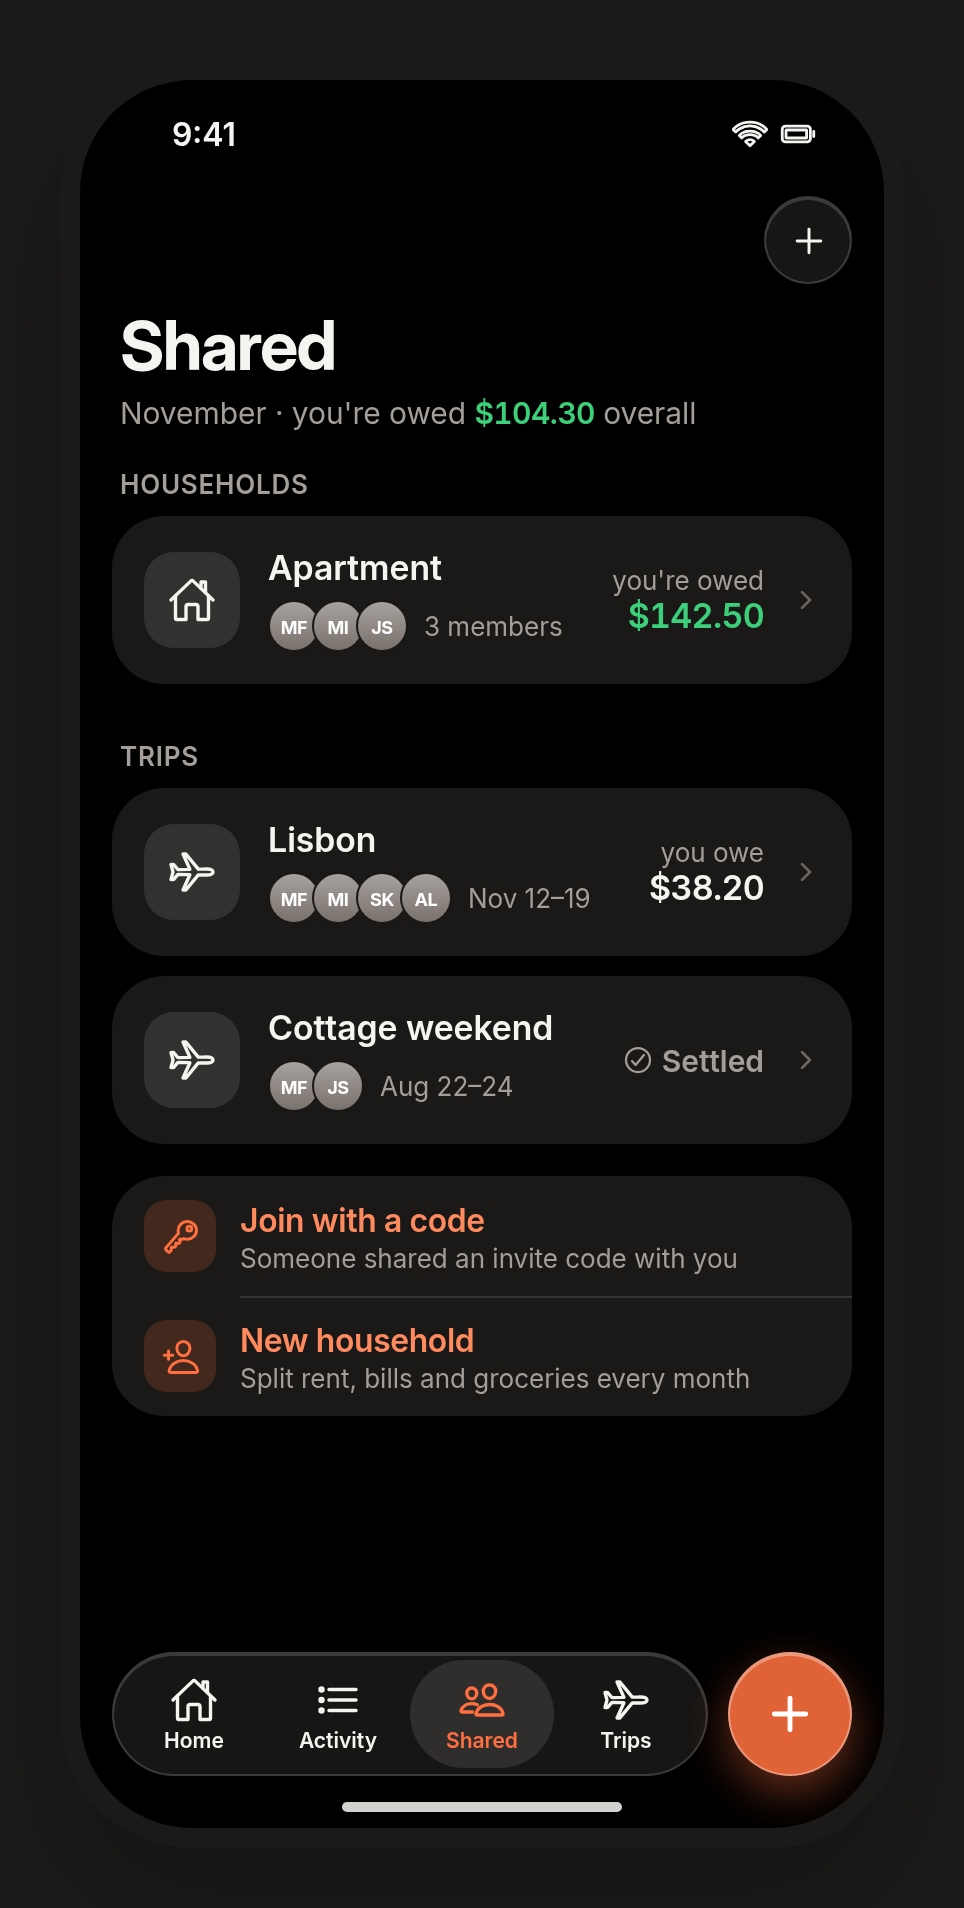 9:41
Shared
November · you're owed $104.30 overall
HOUSEHOLDS
Apartment
MF MI JS 3 members
you're owed
$142.50
TRIPS
Lisbon
MF MI SK AL Nov 12–19
you owe
$38.20
Cottage weekend
MF JS Aug 22–24
Settled
Join with a code
Someone shared an invite code with you
New household
Split rent, bills and groceries every month
Home Activity Shared Trips